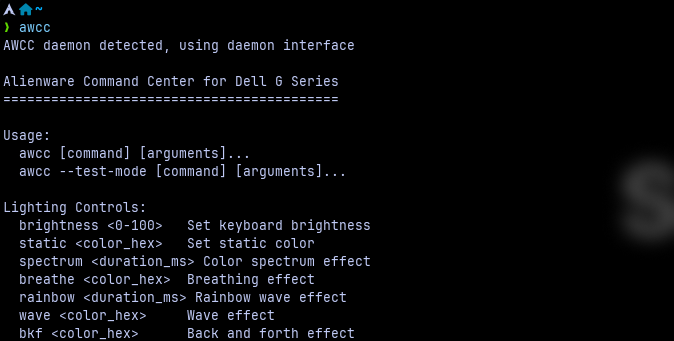 ~
❯ awcc
AWCC daemon detected, using daemon interface
Alienware Command Center for Dell G Series
==========================================
Usage:
awcc [command] [arguments]...
awcc --test-mode [command] [arguments]...
Lighting Controls:
brightness <0-100> Set keyboard brightness
static <color_hex> Set static color
spectrum <duration_ms> Color spectrum effect
breathe <color_hex> Breathing effect
rainbow <duration_ms> Rainbow wave effect
wave <color_hex> Wave effect
bkf <color_hex> Back and forth effect
S